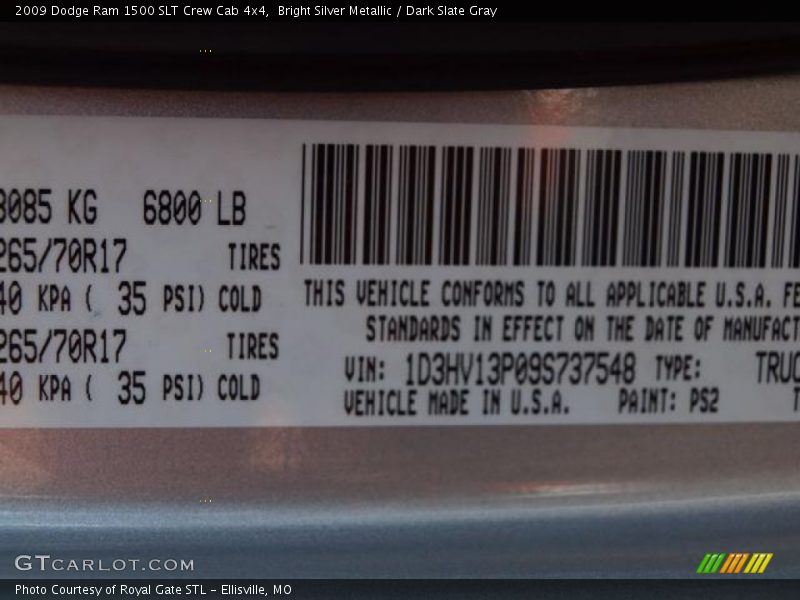 2009 Dodge Ram 1500 SLT Crew Cab 4x4,  Bright Silver Metallic / Dark Slate Gray
3085 KG 6800 LB
265/70R17 TIRES
40 KPA ( 35 PSI) COLD
265/70R17 TIRES
40 KPA ( 35 PSI) COLD
THIS VEHICLE CONFORMS TO ALL APPLICABLE U.S.A. FE
STANDARDS IN EFFECT ON THE DATE OF MANUFACT
VIN: 1D3HV13P09S737548 TYPE: TRUC
VEHICLE MADE IN U.S.A. PAINT: PS2 T
GTCARLOT.COM
Photo Courtesy of Royal Gate STL - Ellisville, MO